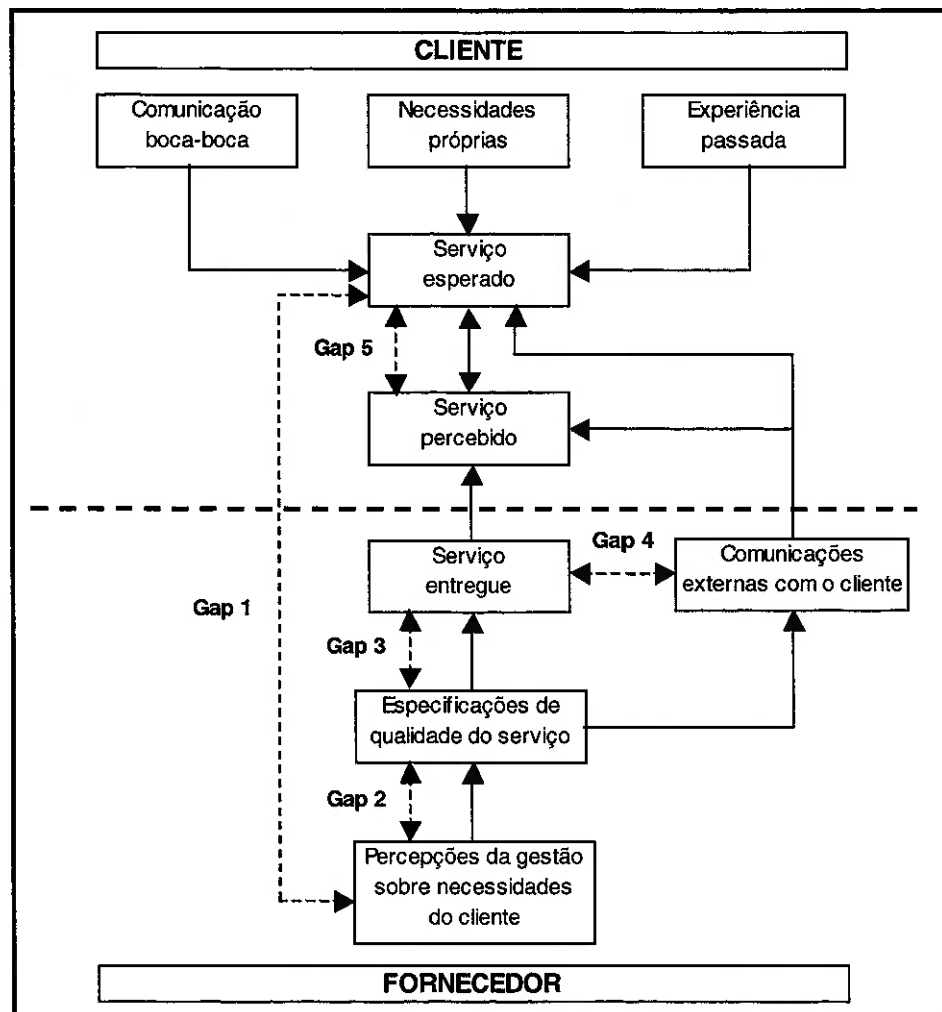 CLIENTE
Comunicação
boca-boca
Necessidades
próprias
Experiência
passada
Serviço
esperado
Gap 5
Serviço
percebido
Serviço
entregue
Gap 4
Comunicações
externas com o cliente
Gap 1
Gap 3
Especificações de
qualidade do serviço
Gap 2
Percepções da gestão
sobre necessidades
do cliente
FORNECEDOR